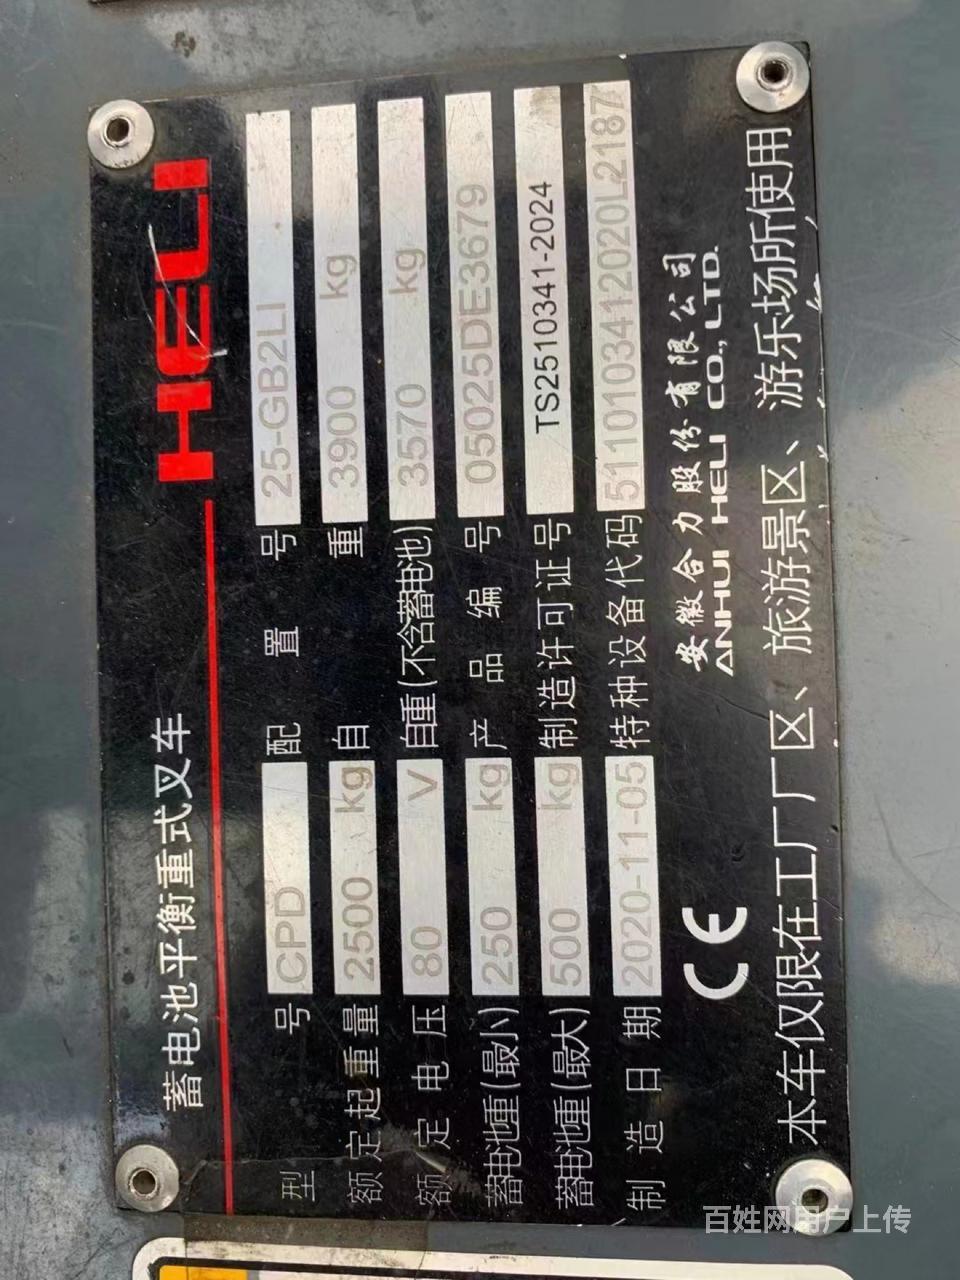 蓄电池平衡重式叉车 HELI
型号 CPD 配置号 25-GB2LI
额定起重量 2500 kg 自重 3900 kg
额定电压 80 V 自重(不含蓄电池) 3570 kg
蓄电池重(最小) 250 kg 产品编号 05025DE3679
蓄电池重(最大) 500 kg 制造许可证号 TS2510341-2024
制造日期 2020-11-05 特种设备代码 5110103412020L2187
CE 安徽合力股份有限公司
ANHUI HELI CO.,LTD.
本车仅限在工厂厂区、旅游景区、游乐场所使用
百姓网用户上传